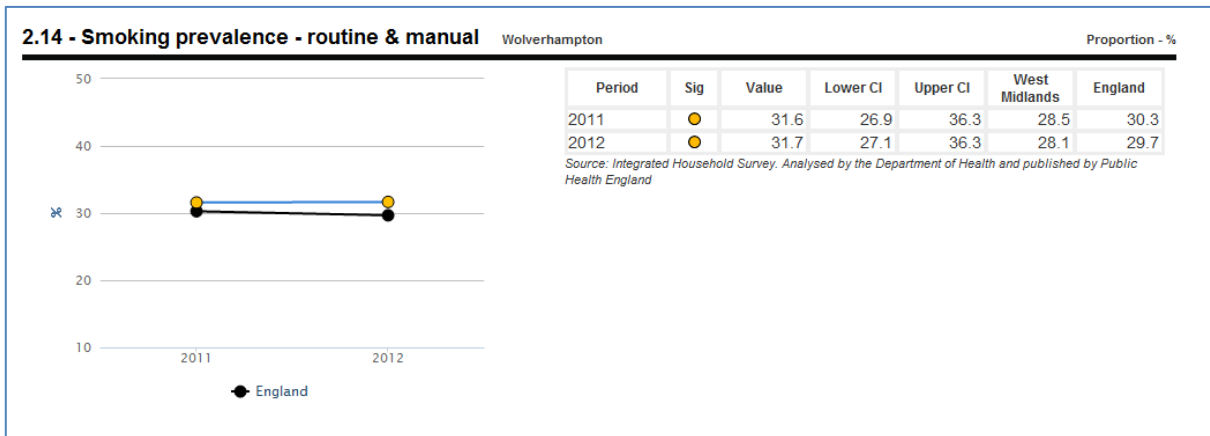 2.14 - Smoking prevalence - routine & manual Wolverhampton Proportion - %
50
40
30
20
10
%
2011 2012
England
Period Sig Value Lower CI Upper CI West Midlands England
2011 31.6 26.9 36.3 28.5 30.3
2012 31.7 27.1 36.3 28.1 29.7
Source: Integrated Household Survey. Analysed by the Department of Health and published by Public
Health England